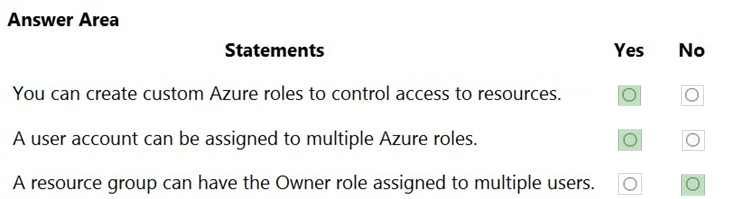 Answer Area
Statements Yes No
You can create custom Azure roles to control access to resources.
A user account can be assigned to multiple Azure roles.
A resource group can have the Owner role assigned to multiple users.